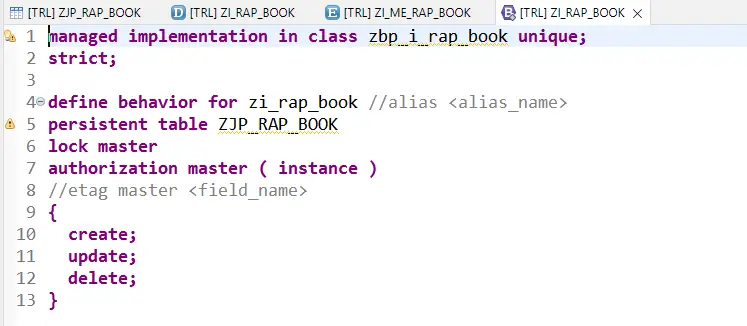 [TRL] ZJP_RAP_BOOK [TRL] ZI_RAP_BOOK [TRL] ZI_ME_RAP_BOOK [TRL] ZI_RAP_BOOK
1 managed implementation in class zbp_i_rap_book unique;
2 strict;
3
4 define behavior for zi_rap_book //alias <alias_name>
5 persistent table ZJP_RAP_BOOK
6 lock master
7 authorization master ( instance )
8 //etag master <field_name>
9 {
10 create;
11 update;
12 delete;
13 }